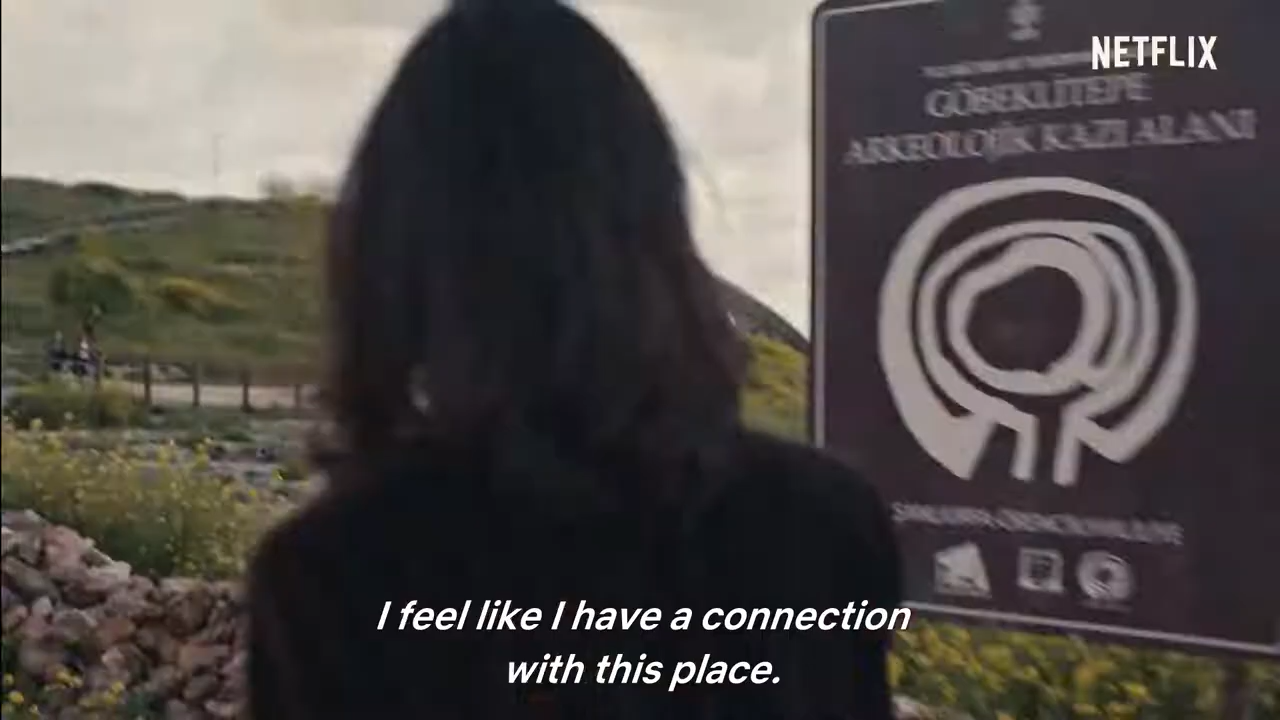 NETFLIX
GÖBEKLİTEPE
ARKEOLOJİK KAZI ALANI
I feel like I have a connection
with this place.